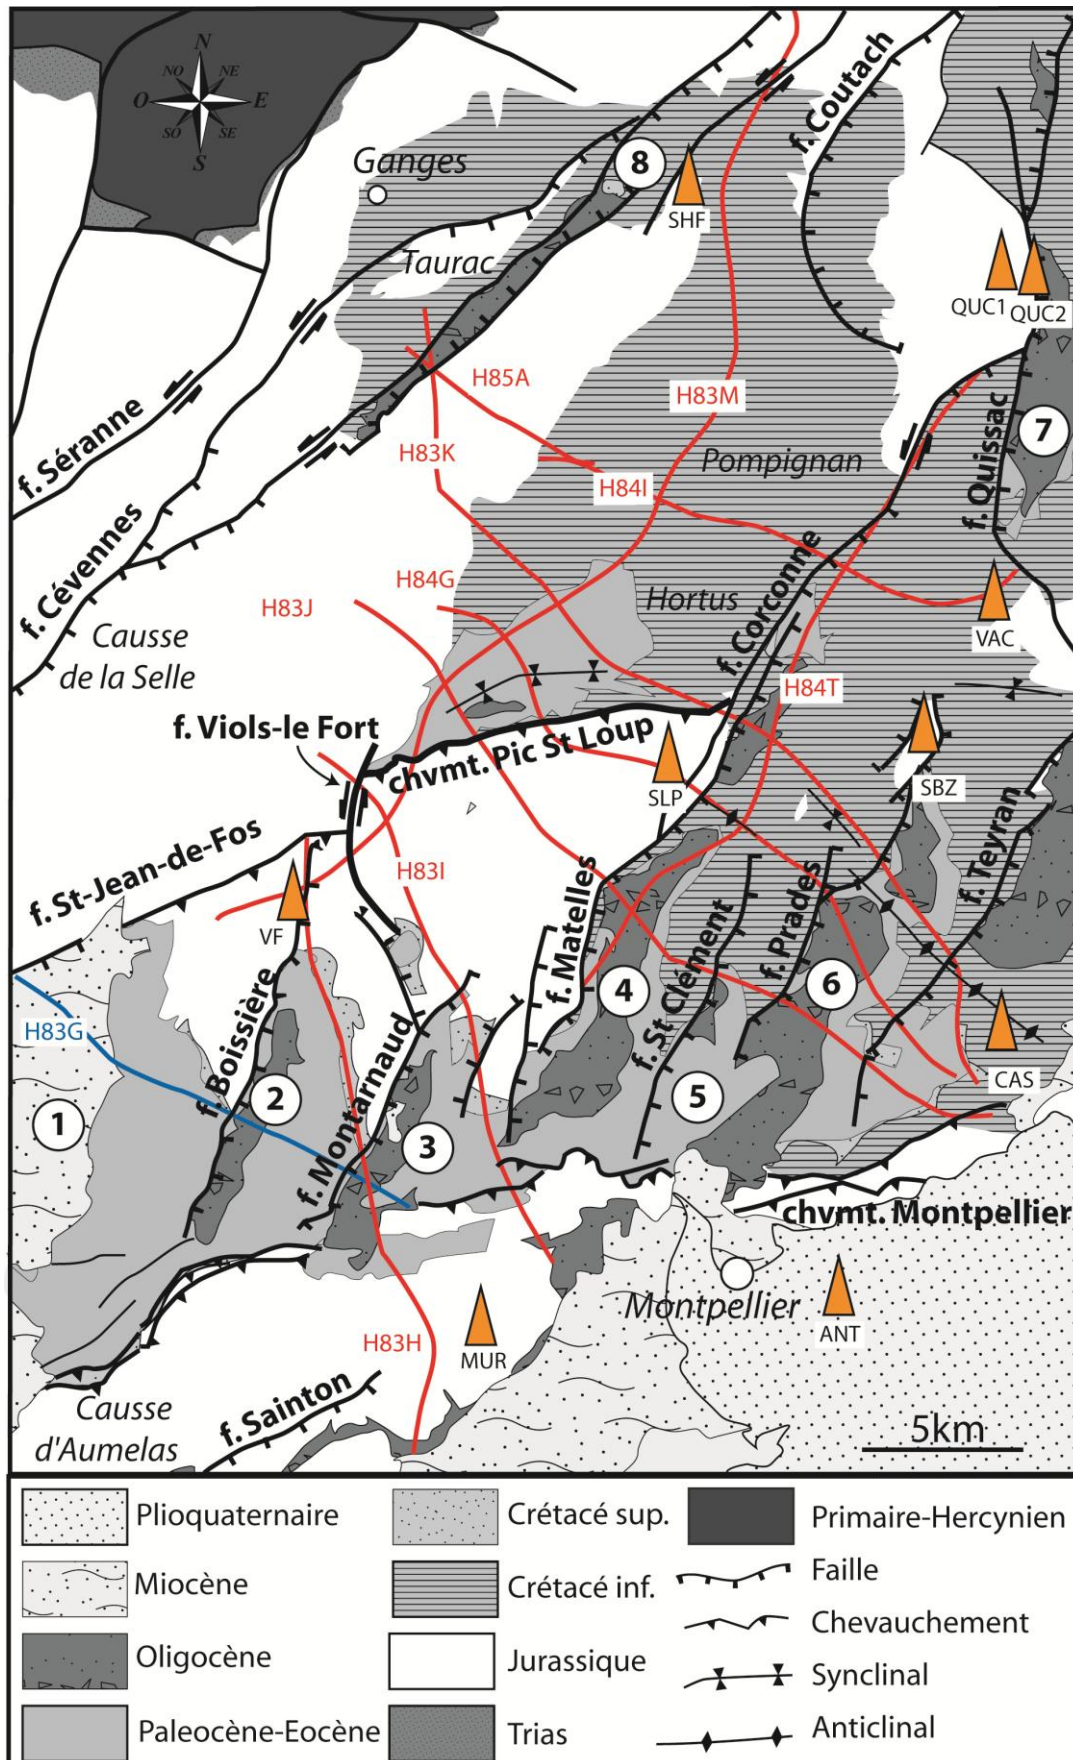 N
NO
NE
O
E
SO
SE
S
Ganges
8
SHF
f. Coutach
Taurac
QUC1
QUC2
H85A
H83M
f. Séranne
H83K
Pompignan
7
H84I
f. Quissac
f. Cévennes
H84G
Hortus
f. Corconne
H83J
VAC
Causse
de la Selle
H84T
f. Viols-le Fort
chvmt. Pic St Loup
SLP
SBZ
f. St-Jean-de-Fos
H83I
f. Matelles
f. Teyran
VF
f. St Clément
f. Prades
4
6
H83G
f. Boissière
f. Montarnaud
CAS
1
2
3
5
chvmt. Montpellier
Montpellier
ANT
MUR
H83H
f. Sainton
Causse
d'Aumelas
5km
Plioquaternaire
Crétacé sup.
Primaire-Hercynien
Miocène
Crétacé inf.
Faille
Chevauchement
Oligocène
Jurassique
Synclinal
Paleocène-Eocène
Trias
Anticlinal